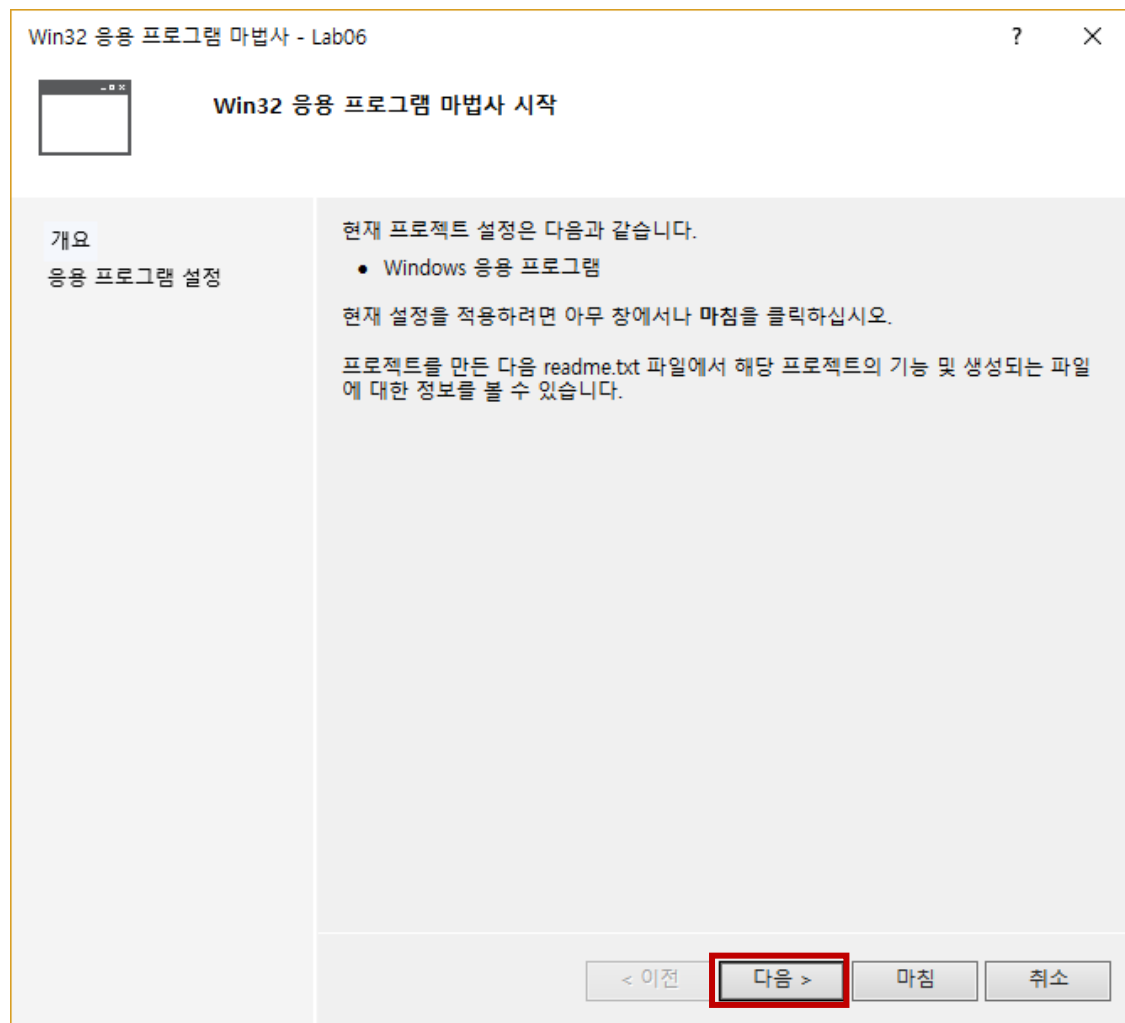 Win32 응용 프로그램 마법사 - Lab06
Win32 응용 프로그램 마법사 시작
개요
응용 프로그램 설정
현재 프로젝트 설정은 다음과 같습니다.
• Windows 응용 프로그램
현재 설정을 적용하려면 아무 창에서나 마침을 클릭하십시오.
프로젝트를 만든 다음 readme.txt 파일에서 해당 프로젝트의 기능 및 생성되는 파일
에 대한 정보를 볼 수 있습니다.
< 이전 다음 > 마침 취소